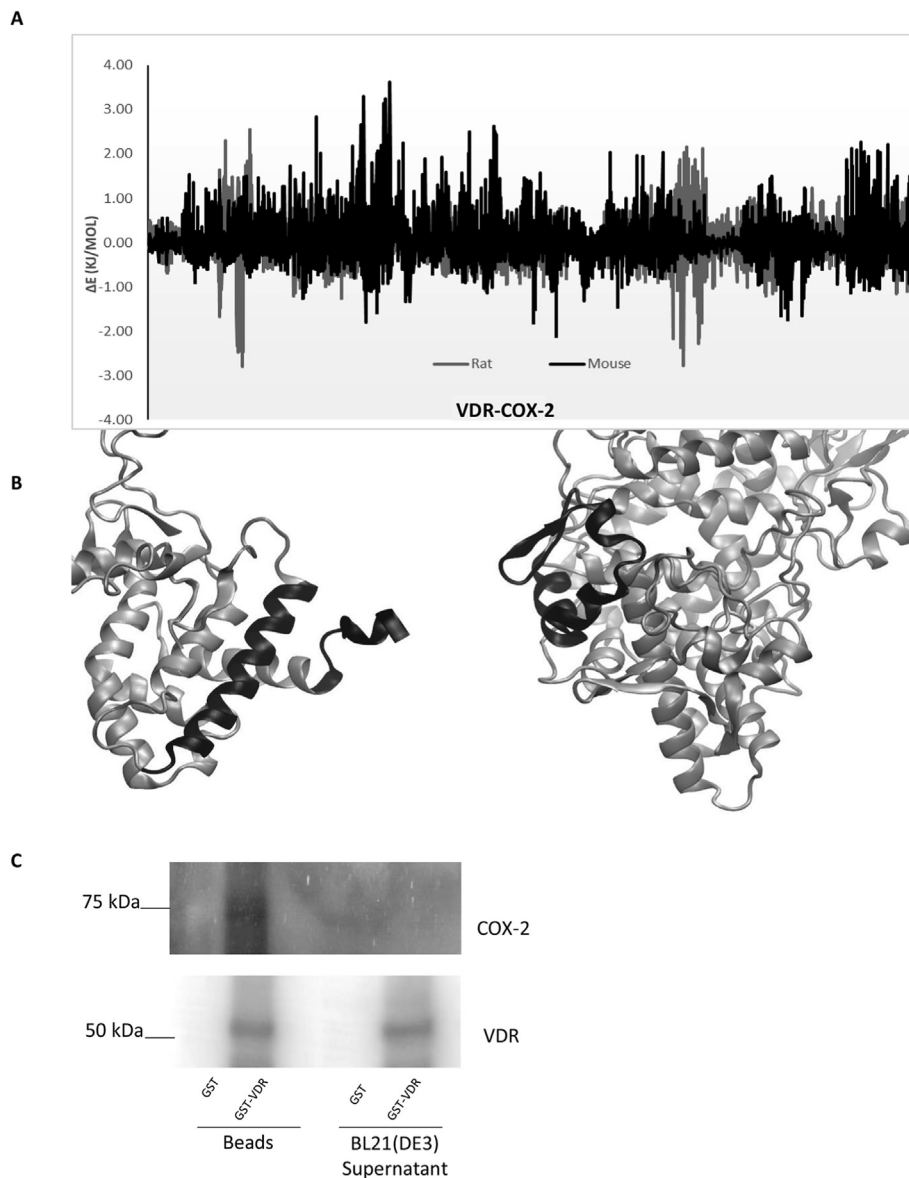 A
4.00
3.00
2.00
1.00
0.00
-1.00
-2.00
-3.00
-4.00
ΔE (KJ/MOL)
Rat Mouse
VDR-COX-2
B
C
75 kDa
COX-2
50 kDa
VDR
GST GST-VDR GST GST-VDR
Beads BL21(DE3)
Supernatant